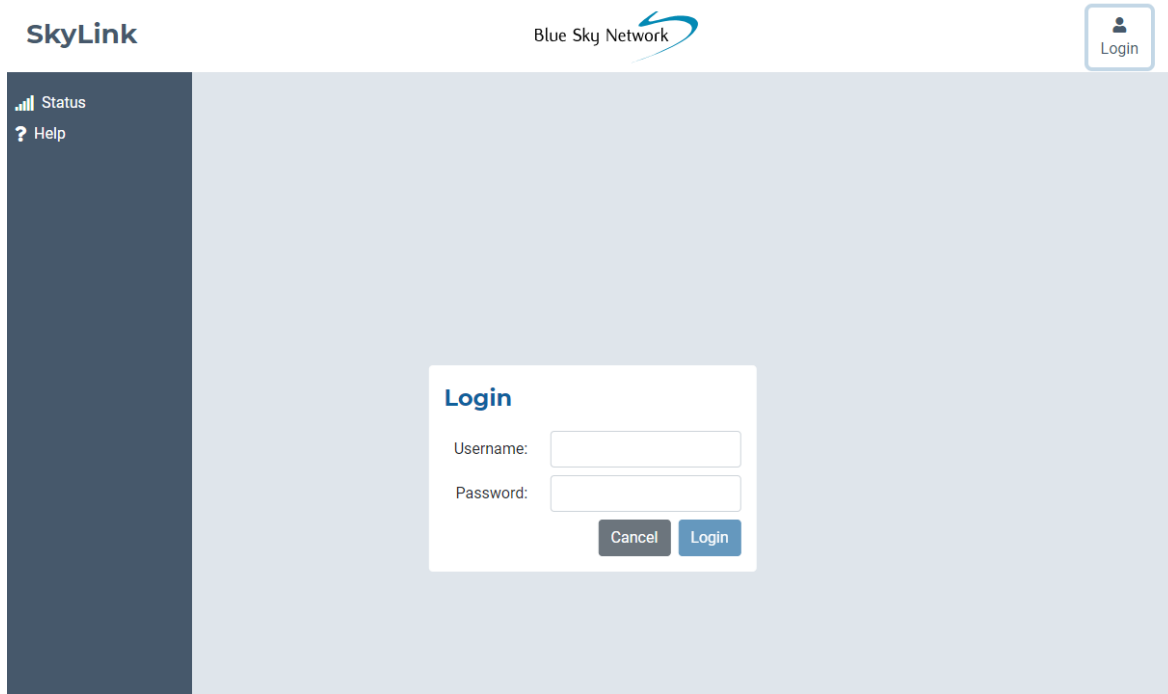 SkyLink
Blue Sky Network
Login
Status
? Help
Login
Username:
Password:
Cancel Login